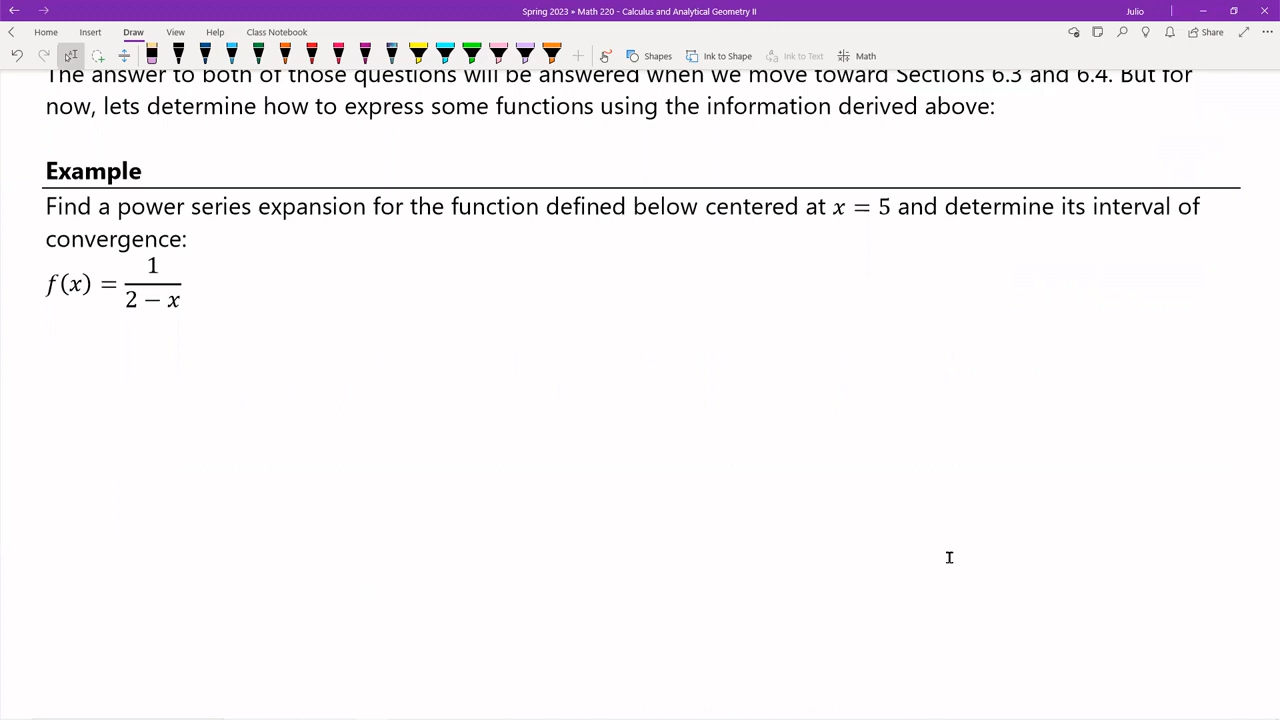 Spring 2023 » Math 220 - Calculus and Analytical Geometry II
Julio
Home Insert Draw View Help Class Notebook
Share
Shapes Ink to Shape Ink to Text Math
The answer to both of those questions will be answered when we move toward Sections 6.3 and 6.4. But for
now, lets determine how to express some functions using the information derived above:
Example
Find a power series expansion for the function defined below centered at x = 5 and determine its interval of
convergence:
f(x) = 1/(2 − x)